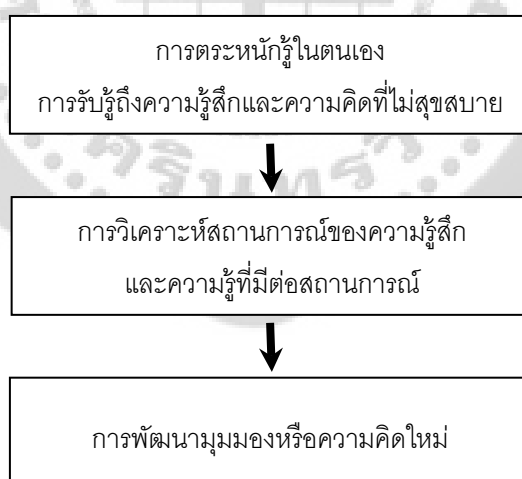 การตระหนักรู้ในตนเอง
การรับรู้ถึงความรู้สึกและความคิดที่ไม่สุขสบาย
การวิเคราะห์สถานการณ์ของความรู้สึก
และความรู้ที่มีต่อสถานการณ์
การพัฒนามุมมองหรือความคิดใหม่